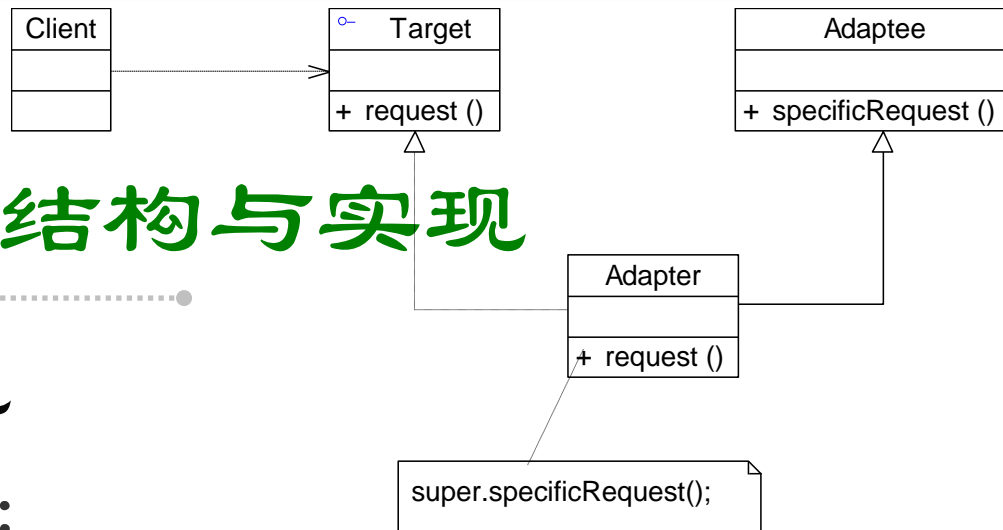 Client
Target
Adaptee
+ request ()
+ specificRequest ()
结构与实现
Adapter
+ request ()
super.specificRequest();